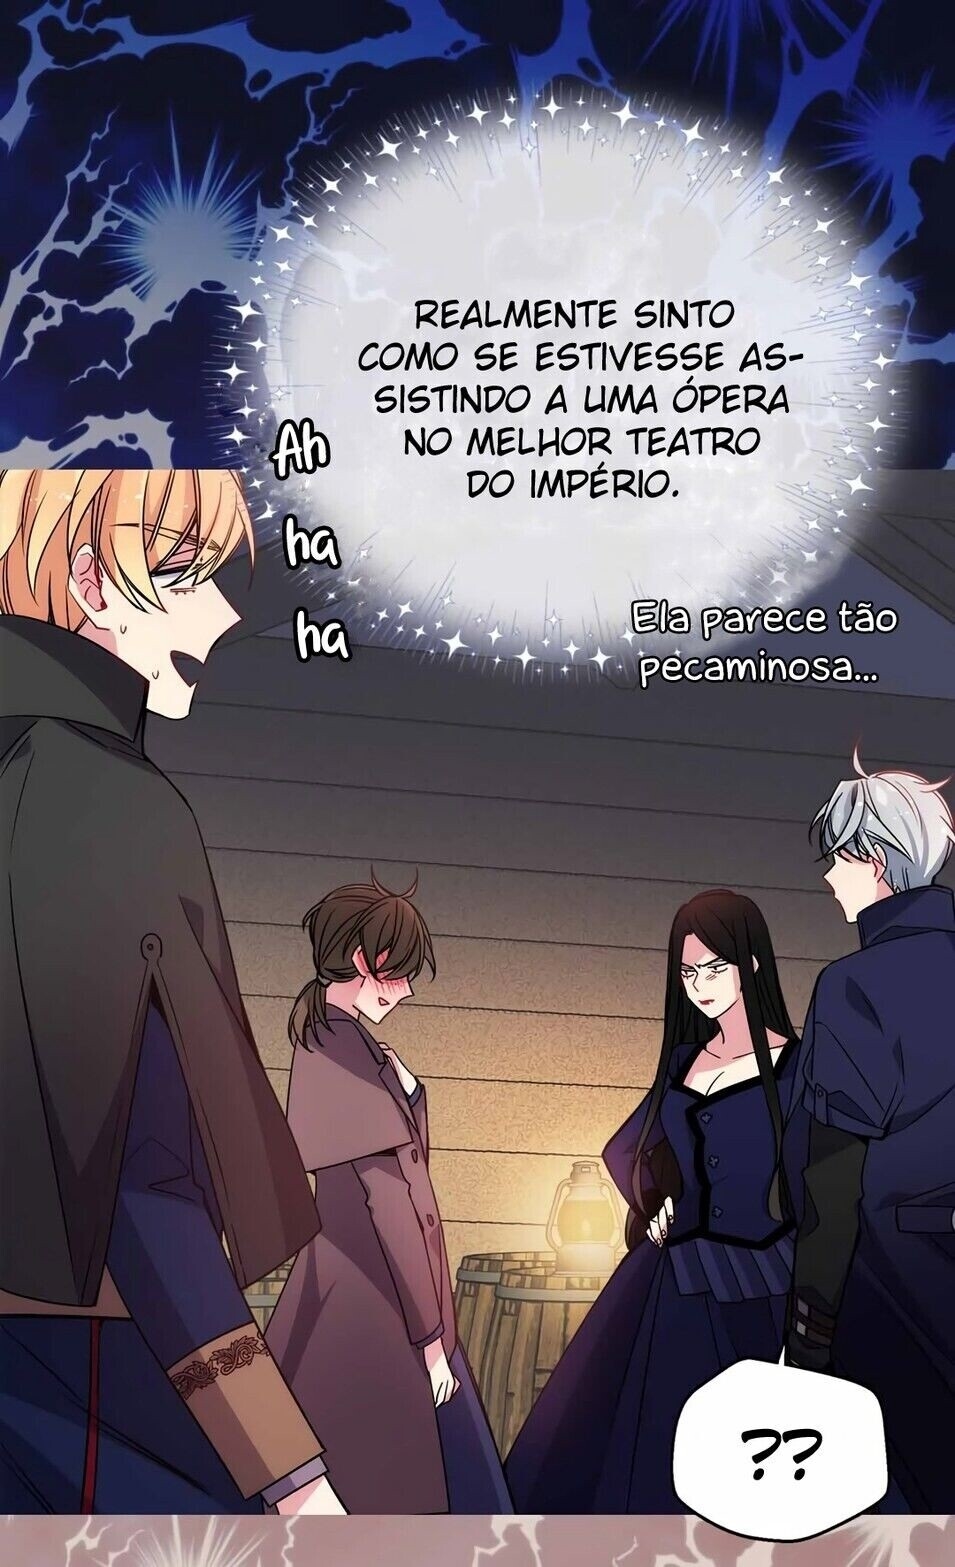 REALMENTE SINTO
COMO SE ESTIVESSE AS-
SISTINDO A UMA ÓPERA
NO MELHOR TEATRO
DO IMPÉRIO.
Ah
ha
ha
Ela parece tão
pecaminosa...
??